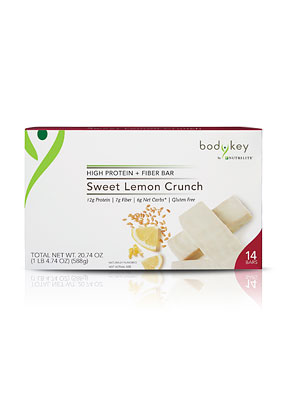 bodykey
by NUTRILITE
HIGH PROTEIN + FIBER BAR
Sweet Lemon Crunch
12g Protein | 7g Fiber | 6g Net Carbs* | Gluten Free
TOTAL NET WT. 20.74 OZ
(1 LB 4.74 OZ) (588g)
14
BARS